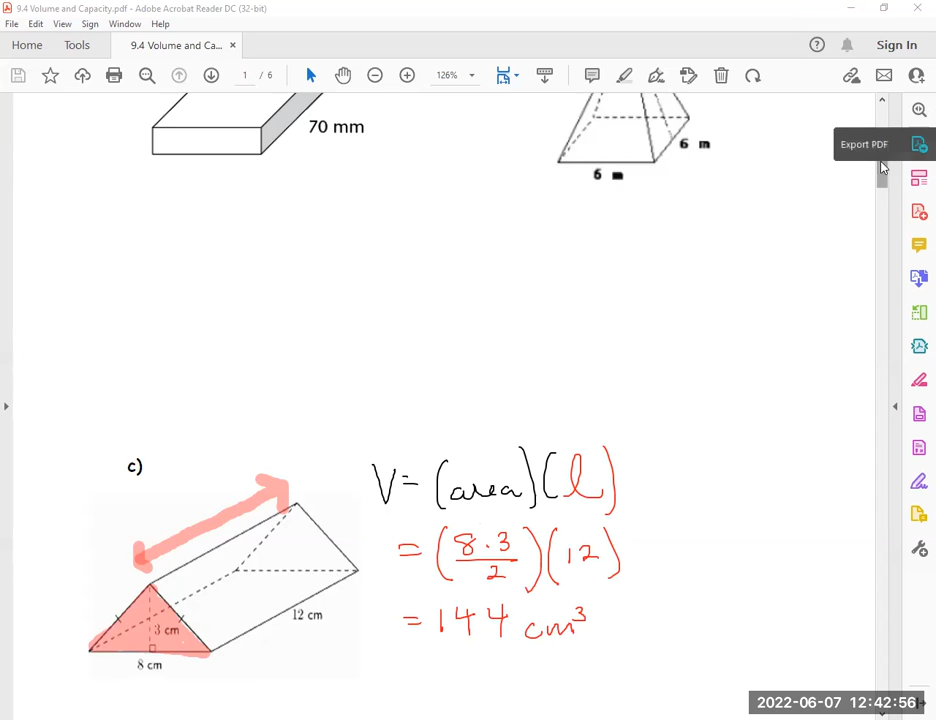 9.4 Volume and Capacity.pdf - Adobe Acrobat Reader DC (32-bit)
File Edit View Sign Window Help
Home Tools 9.4 Volume and Ca... × Sign In
1 / 6 126%
Export PDF
70 mm
6 m
6 m
c)
V = (area)(l)
= (8·3/2)(12)
= 144 cm³
12 cm
3 cm
8 cm
2022-06-07 12:42:56